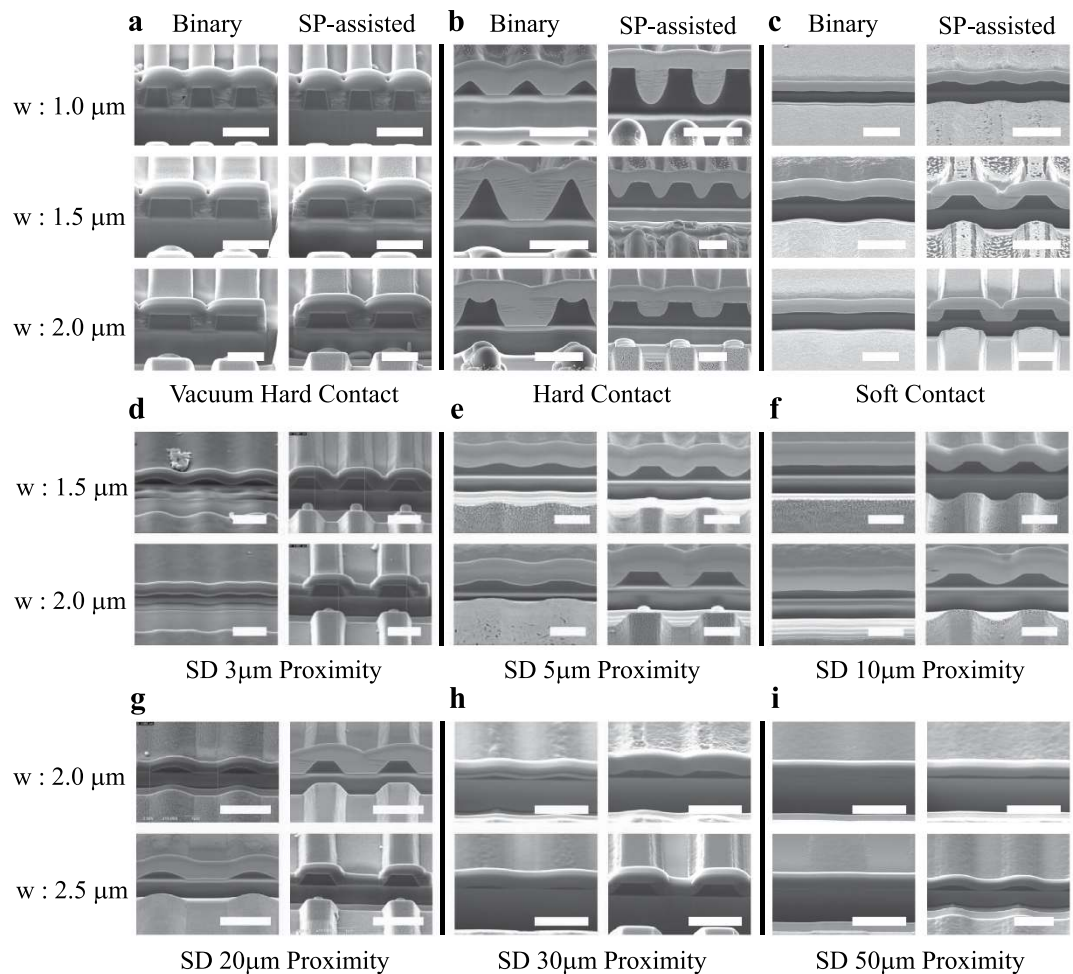 a Binary SP-assisted b Binary SP-assisted c Binary SP-assisted
w : 1.0 μm
w : 1.5 μm
w : 2.0 μm
Vacuum Hard Contact Hard Contact Soft Contact
d e f
w : 1.5 μm
w : 2.0 μm
SD 3μm Proximity SD 5μm Proximity SD 10μm Proximity
g h i
w : 2.0 μm
w : 2.5 μm
SD 20μm Proximity SD 30μm Proximity SD 50μm Proximity